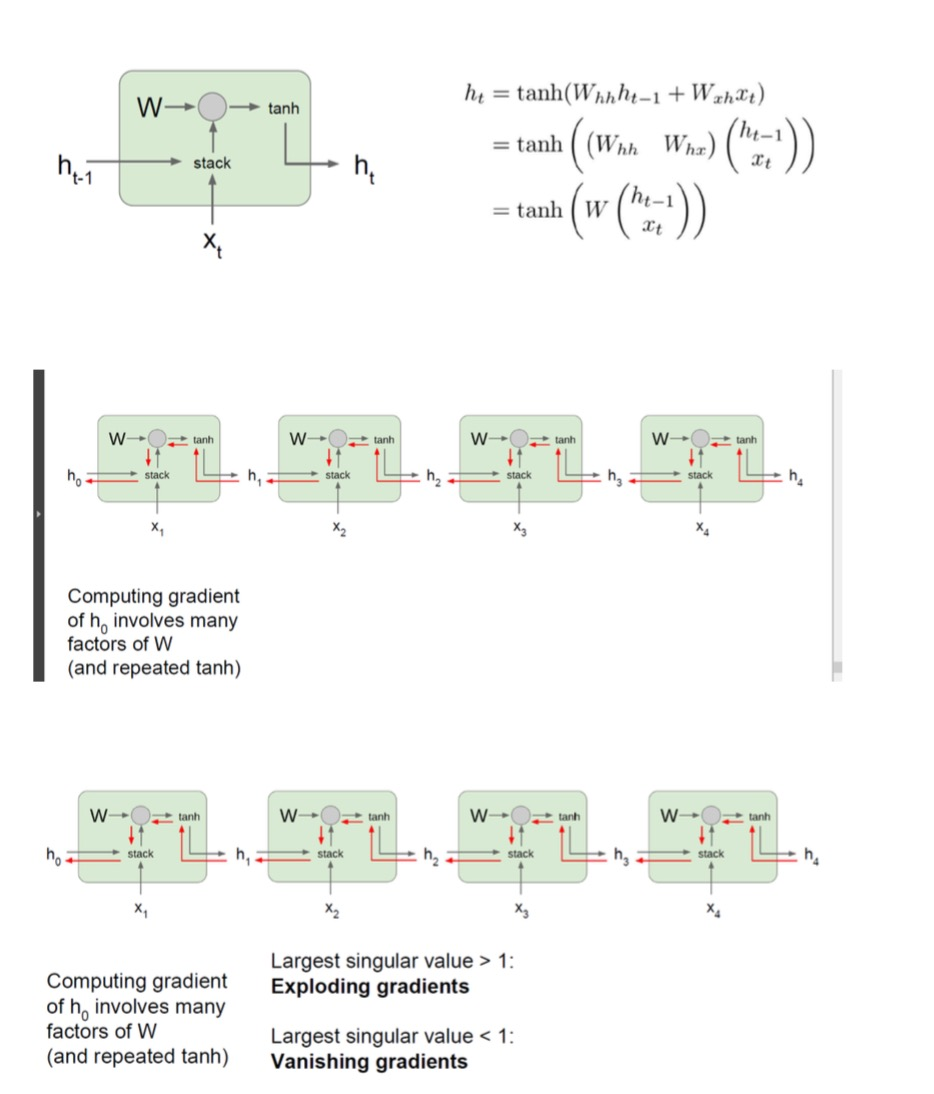 W tanh
h_{t-1} stack h_t
x_t
h_t = tanh(W_{hh}h_{t-1} + W_{xh}x_t)
= tanh ( (W_{hh} W_{hx}) ( h_{t-1} x_t ) )
= tanh ( W ( h_{t-1} x_t ) )
W tanh W tanh W tanh W tanh
h_0 stack h_1 stack h_2 stack h_3 stack h_4
x_1 x_2 x_3 x_4
Computing gradient
of h_0 involves many
factors of W
(and repeated tanh)
W tanh W tanh W tanh W tanh
h_0 stack h_1 stack h_2 stack h_3 stack h_4
x_1 x_2 x_3 x_4
Computing gradient
of h_0 involves many
factors of W
(and repeated tanh)
Largest singular value > 1:
Exploding gradients
Largest singular value < 1:
Vanishing gradients